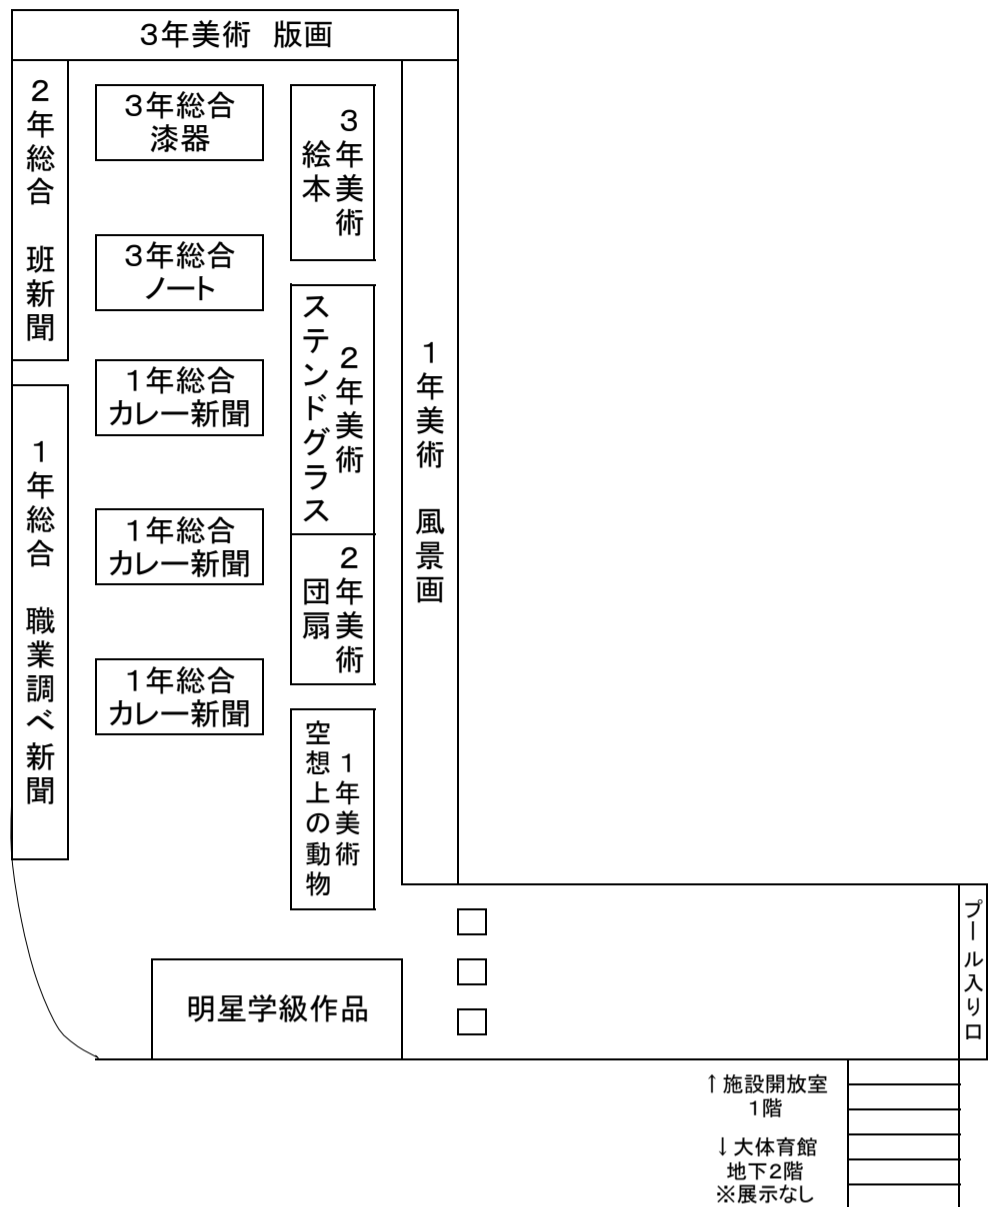 ３年美術　版画
２年総合　班新聞
３年総合
漆器
３年美術
絵本
３年総合
ノート
２年美術
ステンドグラス
１年美術　風景画
１年総合
カレー新聞
１年総合　職業調べ新聞
１年総合
カレー新聞
２年美術
団扇
１年総合
カレー新聞
１年美術
空想上の動物
プール入り口
明星学級作品
↑施設開放室
１階
↓大体育館
地下２階
※展示なし